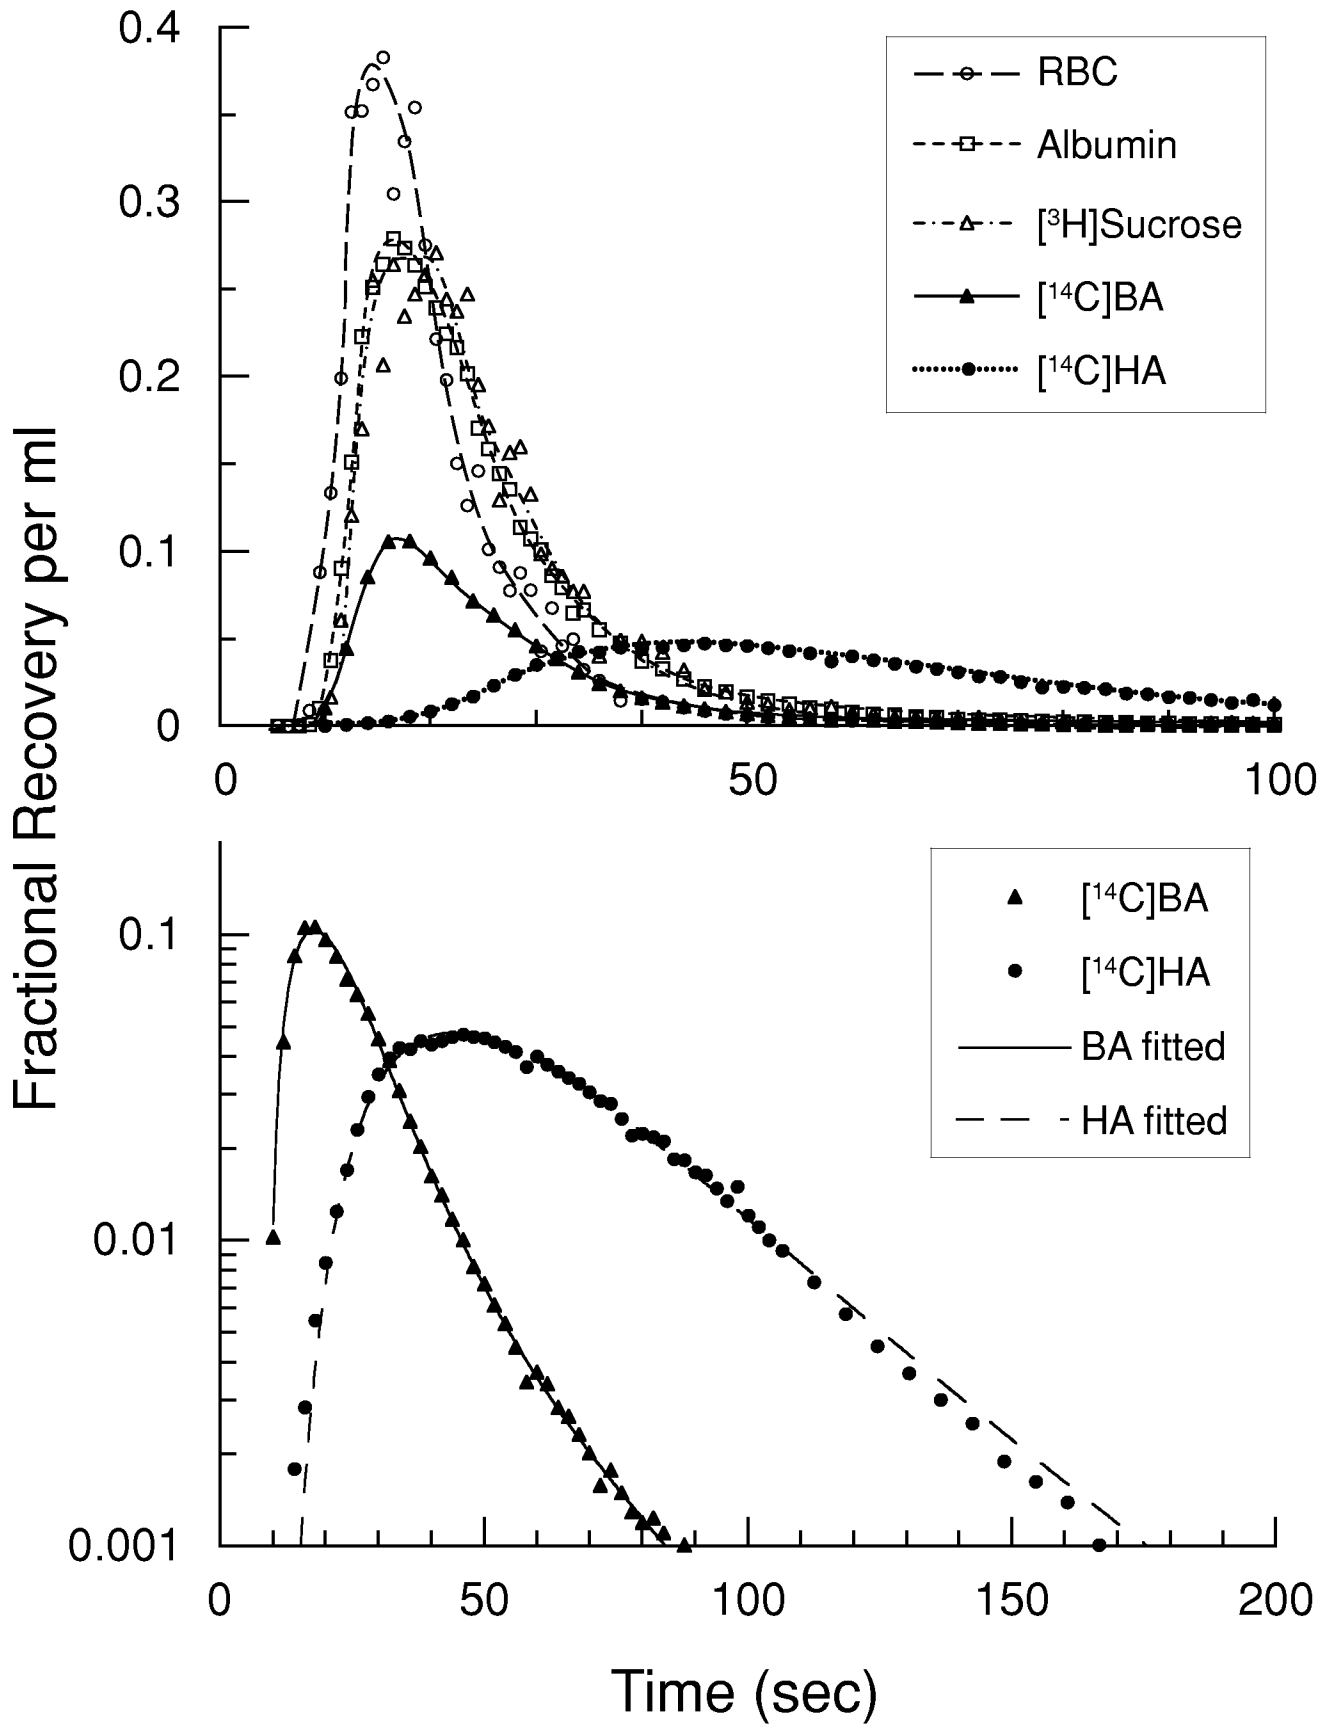 0.4
0.3
0.2
0.1
0
0
50
100
RBC
Albumin
[³H]Sucrose
[¹⁴C]BA
[¹⁴C]HA
Fractional Recovery per ml
0.1
0.01
0.001
0
50
100
150
200
[¹⁴C]BA
[¹⁴C]HA
BA fitted
HA fitted
Time (sec)